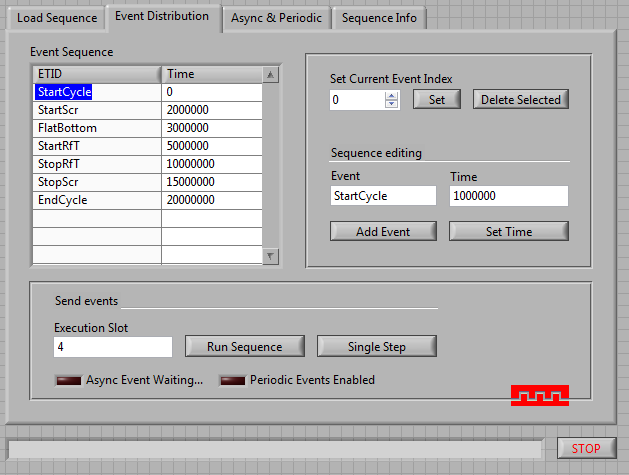 Load Sequence Event Distribution Async & Periodic Sequence Info
Event Sequence
ETID Time
StartCycle 0
StartScr 2000000
FlatBottom 3000000
StartRfT 5000000
StopRfT 10000000
StopScr 15000000
EndCycle 20000000
Set Current Event Index
0 Set Delete Selected
Sequence editing
Event Time
StartCycle 1000000
Add Event Set Time
Send events
Execution Slot
4 Run Sequence Single Step
Async Event Waiting... Periodic Events Enabled
STOP